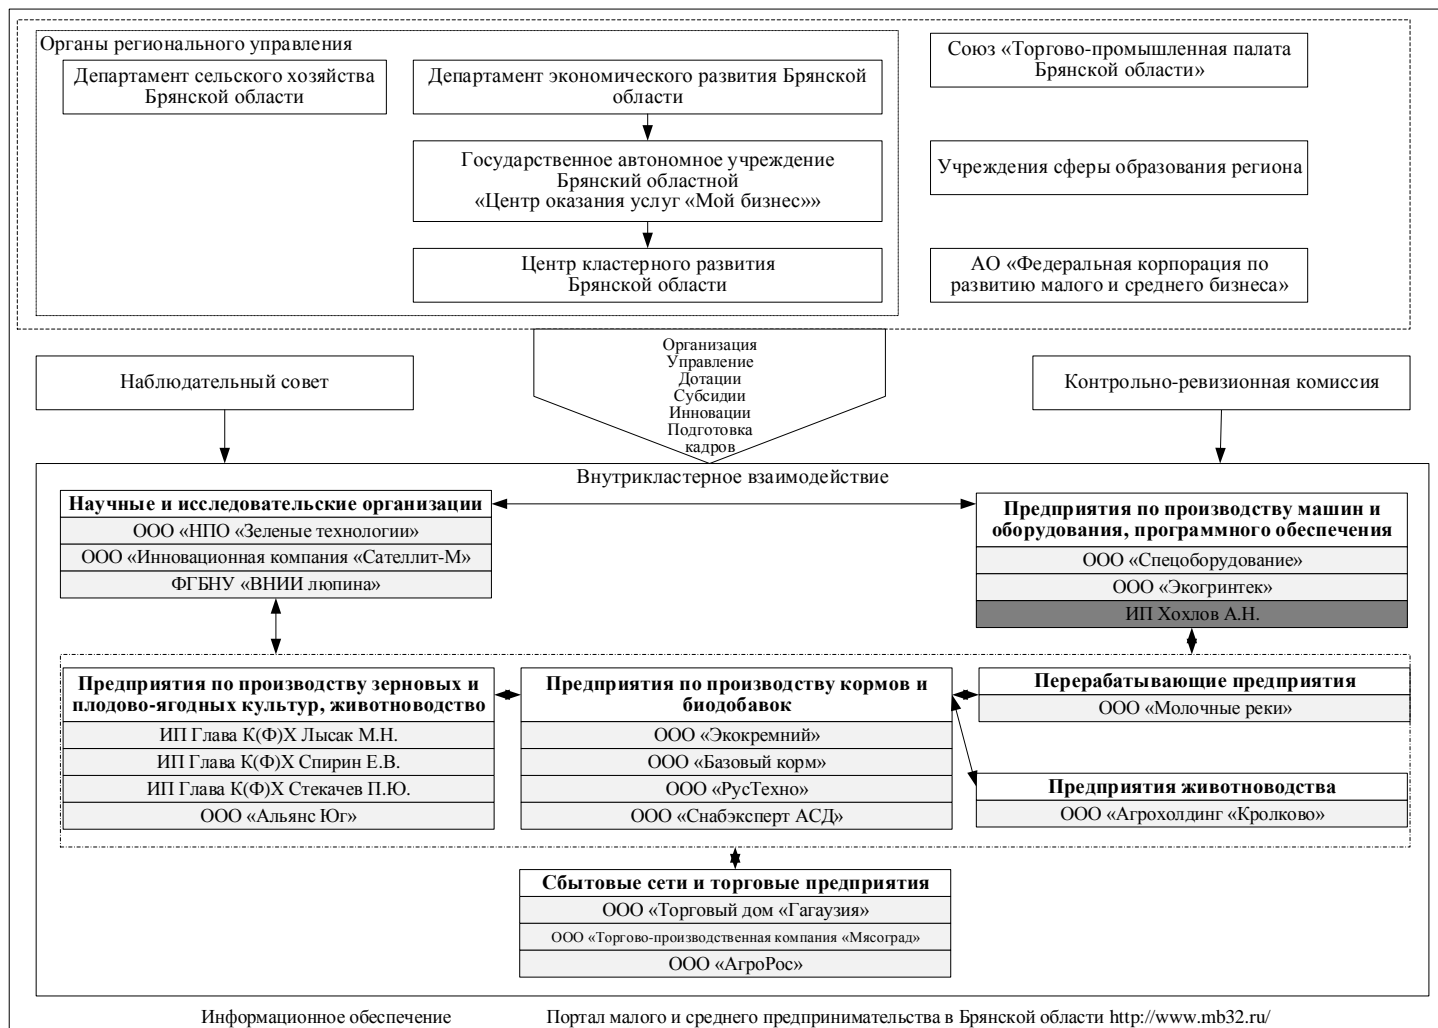 Органы регионального управления
Департамент сельского хозяйства
Брянской области
Департамент экономического развития Брянской
области
Союз «Торгово-промышленная палата
Брянской области»
Государственное автономное учреждение
Брянский областной
«Центр оказания услуг «Мой бизнес»»
Учреждения сферы образования региона
Центр кластерного развития
Брянской области
АО «Федеральная корпорация по
развитию малого и среднего бизнеса»
Организация
Управление
Дотации
Субсидии
Инновации
Подготовка
кадров
Наблюдательный совет
Контрольно-ревизионная комиссия
Внутрикластерное взаимодействие
Научные и исследовательские организации
ООО «НПО «Зеленые технологии»
ООО «Инновационная компания «Сателлит-М»
ФГБНУ «ВНИИ люпина»
Предприятия по производству машин и
оборудования, программного обеспечения
ООО «Спецоборудование»
ООО «Экогринтек»
ИП Хохлов А.Н.
Предприятия по производству зерновых и
плодово-ягодных культур, животноводство
ИП Глава К(Ф)Х Лысак М.Н.
ИП Глава К(Ф)Х Спирин Е.В.
ИП Глава К(Ф)Х Стекачев П.Ю.
ООО «Альянс Юг»
Предприятия по производству кормов и
биодобавок
ООО «Экокремний»
ООО «Базовый корм»
ООО «РусТехно»
ООО «Снабэксперт АСД»
Перерабатывающие предприятия
ООО «Молочные реки»
Предприятия животноводства
ООО «Агрохолдинг «Кролково»
Сбытовые сети и торговые предприятия
ООО «Торговый дом «Гагаузия»
ООО «Торгово-производственная компания «Мясоград»
ООО «АгроРос»
Информационное обеспечение
Портал малого и среднего предпринимательства в Брянской области http://www.mb32.ru/